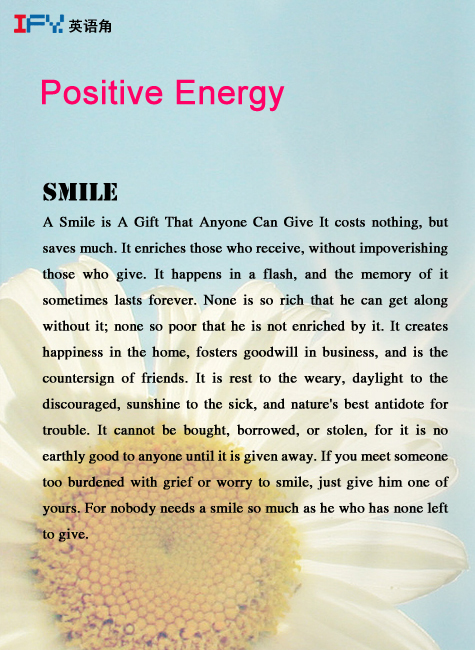 IFY. 英语角
Positive Energy
SMILE
A Smile is A Gift That Anyone Can Give It costs nothing, but
saves much. It enriches those who receive, without impoverishing
those who give. It happens in a flash, and the memory of it
sometimes lasts forever. None is so rich that he can get along
without it; none so poor that he is not enriched by it. It creates
happiness in the home, fosters goodwill in business, and is the
countersign of friends. It is rest to the weary, daylight to the
discouraged, sunshine to the sick, and nature's best antidote for
trouble. It cannot be bought, borrowed, or stolen, for it is no
earthly good to anyone until it is given away. If you meet someone
too burdened with grief or worry to smile, just give him one of
yours. For nobody needs a smile so much as he who has none left
to give.